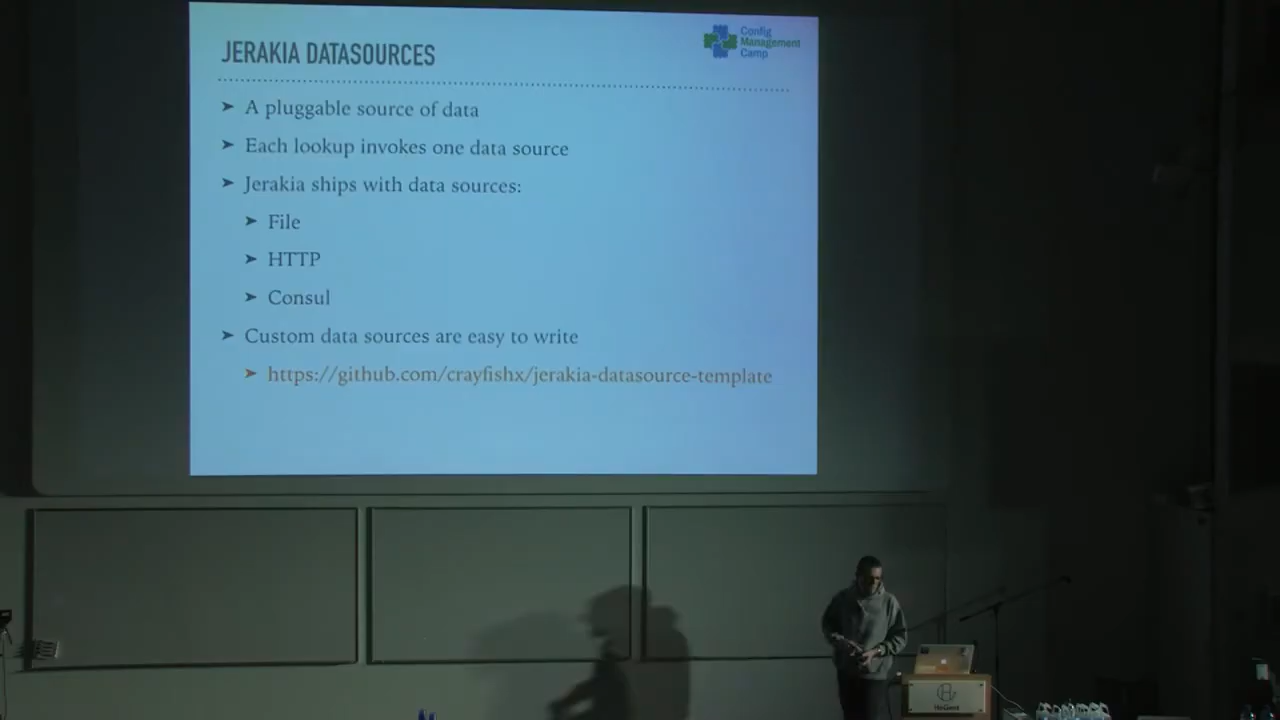 JERAKIA DATASOURCES
Config
Management
Camp
➤ A pluggable source of data
➤ Each lookup invokes one data source
➤ Jerakia ships with data sources:
➤ File
➤ HTTP
➤ Consul
➤ Custom data sources are easy to write
➤ https://github.com/crayfishx/jerakia-datasource-template
HoGent